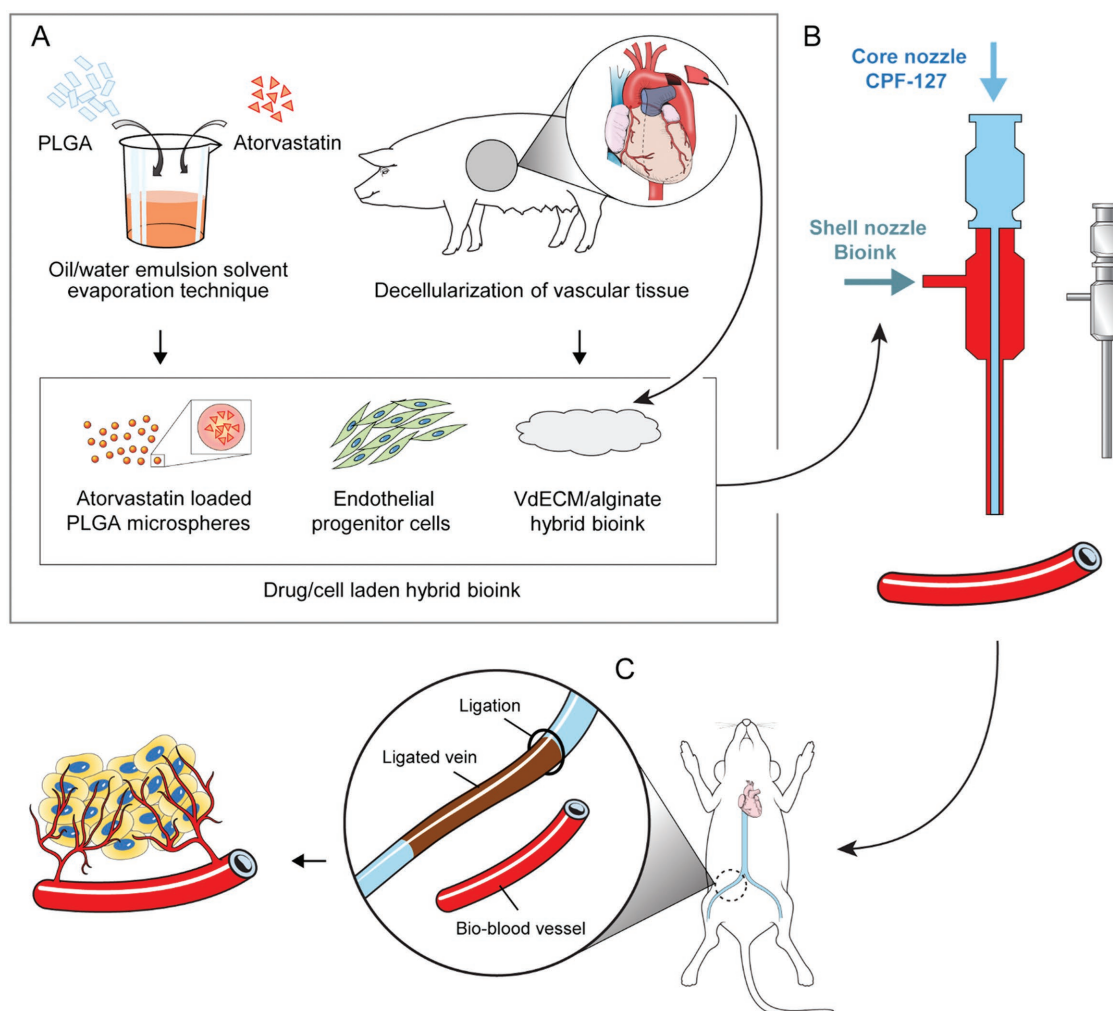 A
PLGA
Atorvastatin
Oil/water emulsion solvent
evaporation technique
Decellularization of vascular tissue
Atorvastatin loaded
PLGA microspheres
Endothelial
progenitor cells
VdECM/alginate
hybrid bioink
Drug/cell laden hybrid bioink
B
Core nozzle
CPF-127
Shell nozzle
Bioink
C
Ligation
Ligated vein
Bio-blood vessel